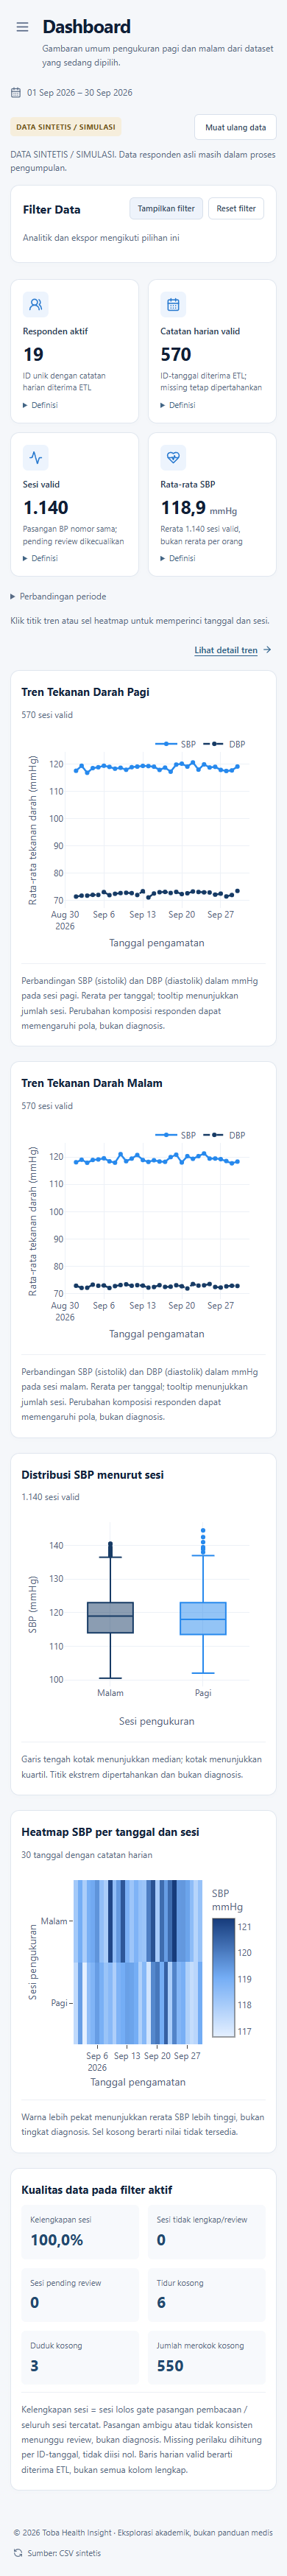 Dashboard
Gambaran umum pengukuran pagi dan malam dari dataset
yang sedang dipilih.
01 Sep 2026 – 30 Sep 2026
DATA SINTETIS / SIMULASI
Muat ulang data
DATA SINTETIS / SIMULASI. Data responden asli masih dalam proses
pengumpulan.
Filter Data
Tampilkan filter
Reset filter
Analitik dan ekspor mengikuti pilihan ini
Responden aktif
19
ID unik dengan catatan
harian diterima ETL
Definisi
Catatan harian valid
570
ID-tanggal diterima ETL;
missing tetap dipertahankan
Definisi
Sesi valid
1.140
Pasangan BP nomor sama;
pending review dikecualikan
Definisi
Rata-rata SBP
118,9 mmHg
Rerata 1.140 sesi valid,
bukan rerata per orang
Definisi
Perbandingan periode
Klik titik tren atau sel heatmap untuk memperinci tanggal dan sesi.
Lihat detail tren →
Tren Tekanan Darah Pagi
570 sesi valid
SBP
DBP
Rata-rata tekanan darah (mmHg)
120
110
100
90
80
70
Aug 30
2026
Sep 6
Sep 13
Sep 20
Sep 27
Tanggal pengamatan
Perbandingan SBP (sistolik) dan DBP (diastolik) dalam mmHg
pada sesi pagi. Rerata per tanggal; tooltip menunjukkan
jumlah sesi. Perubahan komposisi responden dapat
memengaruhi pola, bukan diagnosis.
Tren Tekanan Darah Malam
570 sesi valid
SBP
DBP
Rata-rata tekanan darah (mmHg)
120
110
100
90
80
70
Aug 30
2026
Sep 6
Sep 13
Sep 20
Sep 27
Tanggal pengamatan
Perbandingan SBP (sistolik) dan DBP (diastolik) dalam mmHg
pada sesi malam. Rerata per tanggal; tooltip menunjukkan
jumlah sesi. Perubahan komposisi responden dapat
memengaruhi pola, bukan diagnosis.
Distribusi SBP menurut sesi
1.140 sesi valid
SBP (mmHg)
140
130
120
110
100
Malam
Pagi
Sesi pengukuran
Garis tengah kotak menunjukkan median; kotak menunjukkan
kuartil. Titik ekstrem dipertahankan dan bukan diagnosis.
Heatmap SBP per tanggal dan sesi
30 tanggal dengan catatan harian
Sesi pengukuran
Malam
Pagi
SBP
mmHg
121
120
119
118
117
Sep 6
2026
Sep 13
Sep 20
Sep 27
Tanggal pengamatan
Warna lebih pekat menunjukkan rerata SBP lebih tinggi, bukan
tingkat diagnosis. Sel kosong berarti nilai tidak tersedia.
Kualitas data pada filter aktif
Kelengkapan sesi
100,0%
Sesi tidak lengkap/review
0
Sesi pending review
0
Tidur kosong
6
Duduk kosong
3
Jumlah merokok kosong
550
Kelengkapan sesi = sesi lolos gate pasangan pembacaan /
seluruh sesi tercatat. Pasangan ambigu atau tidak konsisten
menunggu review, bukan diagnosis. Missing perilaku dihitung
per ID-tanggal, tidak diisi nol. Baris harian valid berarti
diterima ETL, bukan semua kolom lengkap.
© 2026 Toba Health Insight · Eksplorasi akademik, bukan panduan medis
Sumber: CSV sintetis